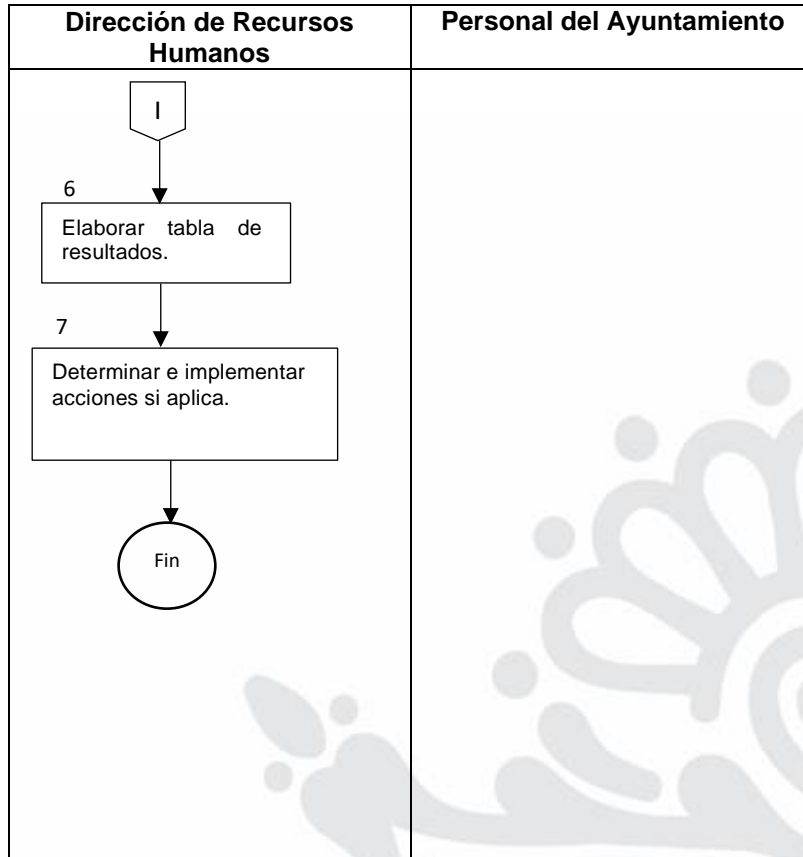 Dirección de Recursos
Humanos
Personal del Ayuntamiento
I
6
Elaborar tabla de
resultados.
7
Determinar e implementar
acciones si aplica.
Fin